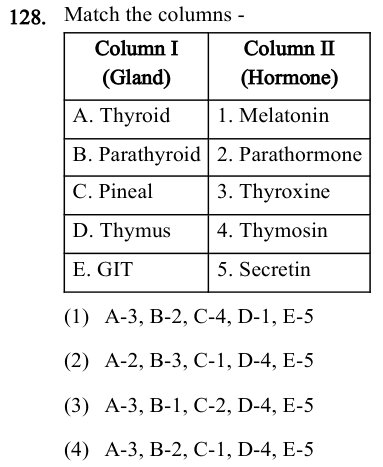 128. Match the columns -
Column I Column II
(Gland) (Hormone)
A. Thyroid 1. Melatonin
B. Parathyroid 2. Parathormone
C. Pineal 3. Thyroxine
D. Thymus 4. Thymosin
E. GIT 5. Secretin
(1) A-3, B-2, C-4, D-1, E-5
(2) A-2, B-3, C-1, D-4, E-5
(3) A-3, B-1, C-2, D-4, E-5
(4) A-3, B-2, C-1, D-4, E-5